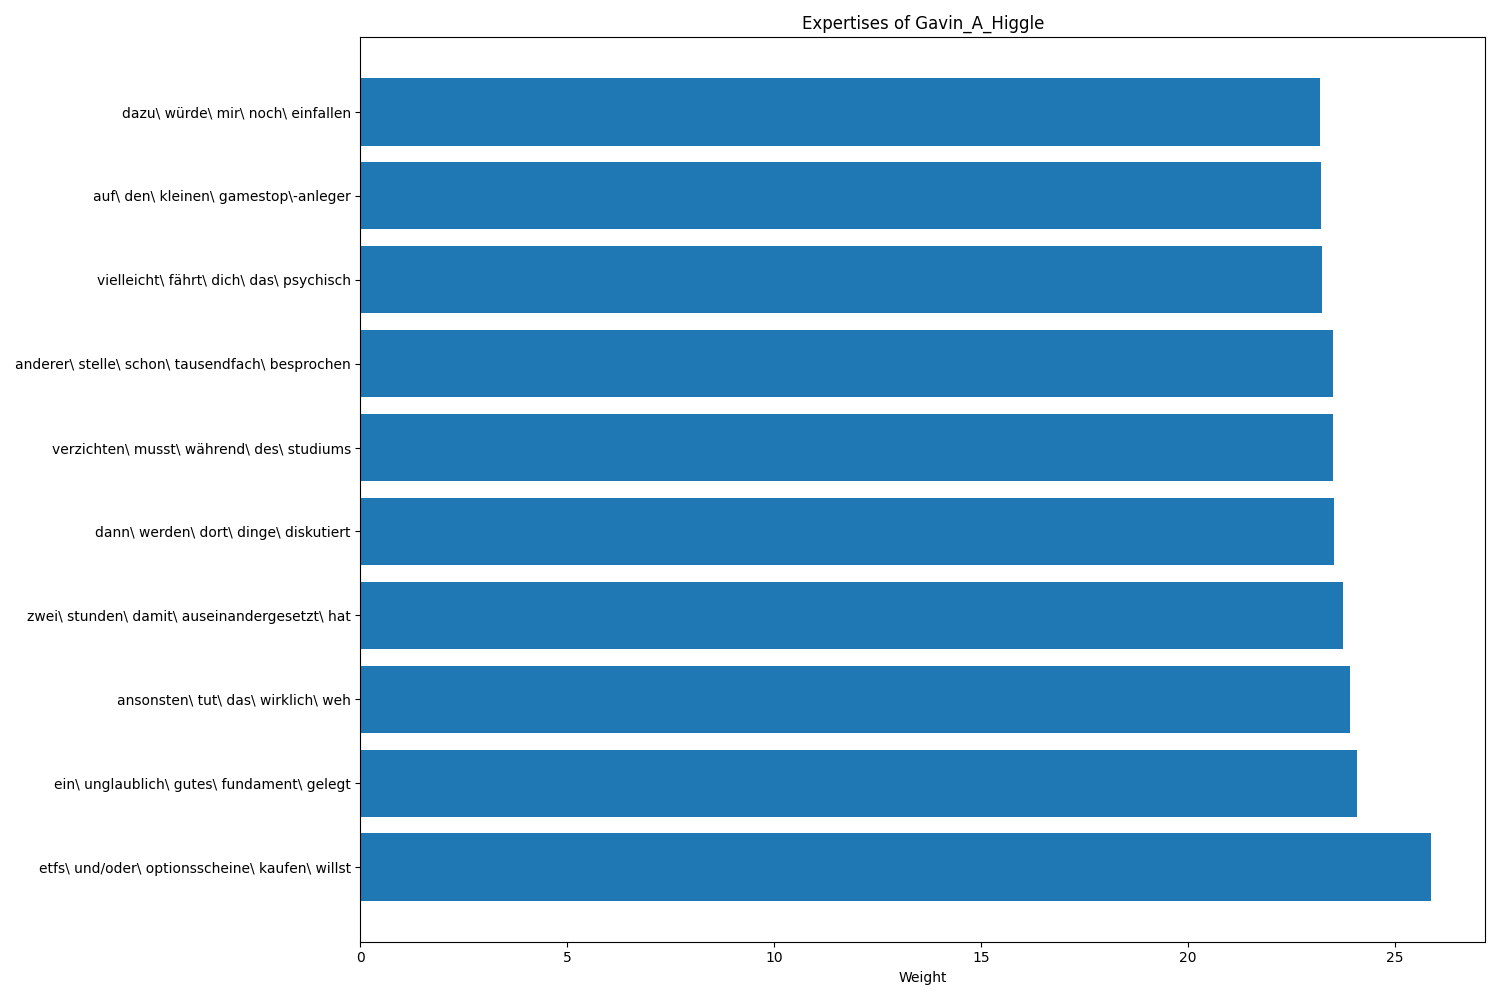 Expertises of Gavin_A_Higgle
dazu\ würde\ mir\ noch\ einfallen
auf\ den\ kleinen\ gamestop\-anleger
vielleicht\ fährt\ dich\ das\ psychisch
anderer\ stelle\ schon\ tausendfach\ besprochen
verzichten\ musst\ während\ des\ studiums
dann\ werden\ dort\ dinge\ diskutiert
zwei\ stunden\ damit\ auseinandergesetzt\ hat
ansonsten\ tut\ das\ wirklich\ weh
ein\ unglaublich\ gutes\ fundament\ gelegt
etfs\ und/oder\ optionsscheine\ kaufen\ willst
0 5 10 15 20 25
Weight